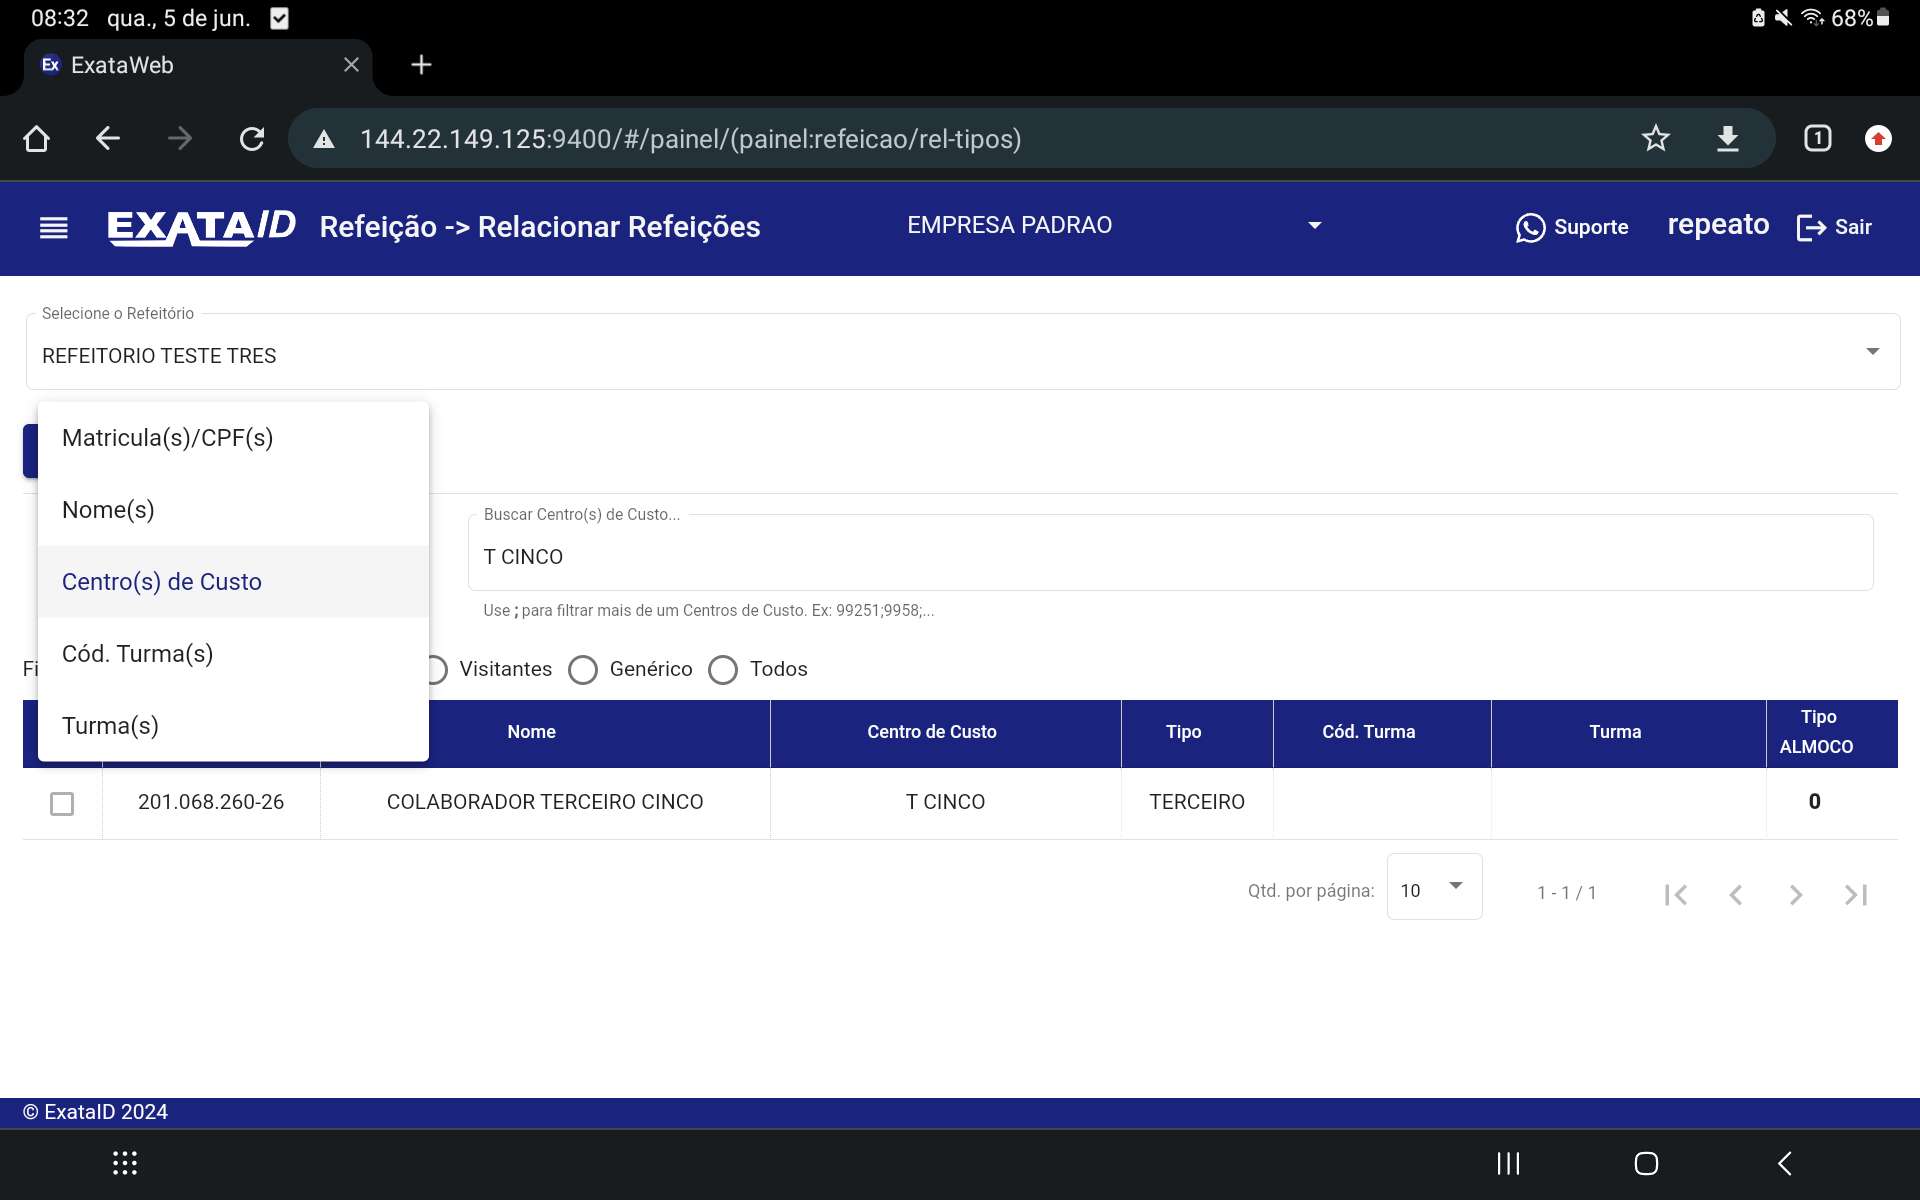 08:32 qua., 5 de jun.
68%
Ex ExataWeb
144.22.149.125:9400/#/painel/(painel:refeicao/rel-tipos)
1
EXATAID Refeição -> Relacionar Refeições EMPRESA PADRAO Suporte repeato Sair
Selecione o Refeitório
REFEITORIO TESTE TRES
Matricula(s)/CPF(s)
Nome(s)
Centro(s) de Custo
Cód. Turma(s)
Turma(s)
Buscar Centro(s) de Custo...
T CINCO
Use ; para filtrar mais de um Centros de Custo. Ex: 99251;9958;...
Fi Visitantes Genérico Todos
Nome Centro de Custo Tipo Cód. Turma Turma Tipo ALMOCO
201.068.260-26 COLABORADOR TERCEIRO CINCO T CINCO TERCEIRO 0
Qtd. por página: 10 1 - 1 / 1
© ExataID 2024